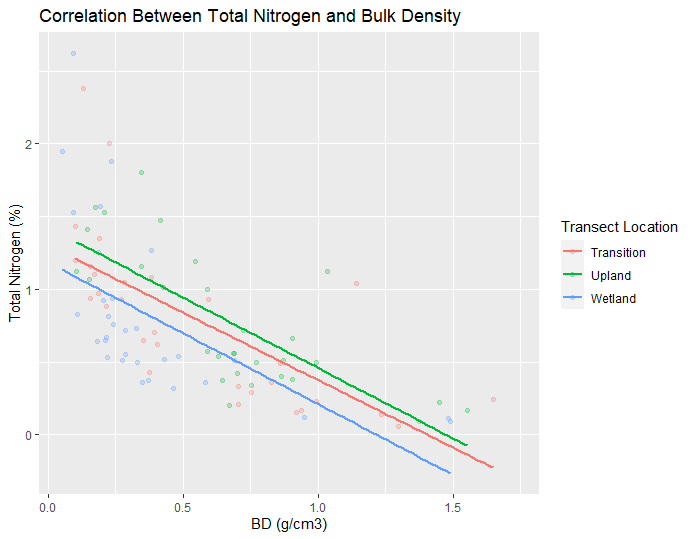 Correlation Between Total Nitrogen and Bulk Density
Total Nitrogen (%)
2
1
0
0.0
0.5
1.0
1.5
BD (g/cm3)
Transect Location
Transition
Upland
Wetland